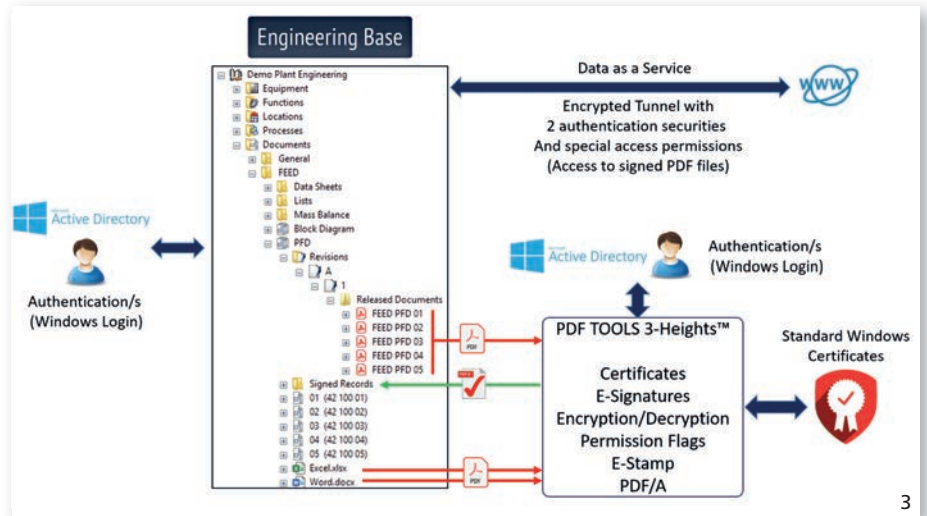 Engineering Base
Demo Plant Engineering
Equipment
Functions
Locations
Processes
Documents
General
FEED
Data Sheets
Lists
Mass Balance
Block Diagram
PFD
Revisions
A
1
Released Documents
FEED PFD 01
FEED PFD 02
FEED PFD 03
FEED PFD 04
FEED PFD 05
Signed Records
01 (42 100 01)
02 (42 100 02)
03 (42 100 03)
04 (42 100 04)
05 (42 100 05)
Excel.xlsx
Word.docx
Active Directory
Authentication/s
(Windows Login)
Data as a Service
Encrypted Tunnel with
2 authentication securities
And special access permissions
(Access to signed PDF files)
WWW
Active Directory
Authentication/s
(Windows Login)
PDF
PDF
PDF TOOLS 3-Heights™
Certificates
E-Signatures
Encryption/Decryption
Permission Flags
E-Stamp
PDF/A
Standard Windows
Certificates
3